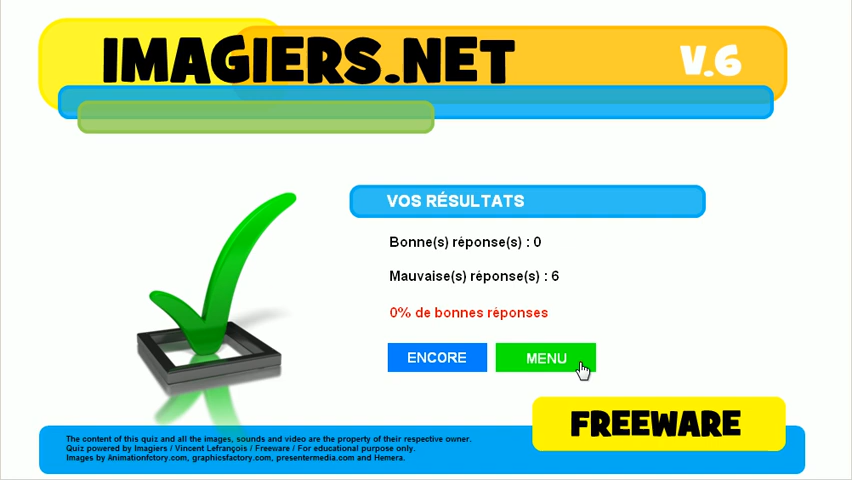 IMAGIERS.NET
V.6
VOS RÉSULTATS
Bonne(s) réponse(s) : 0
Mauvaise(s) réponse(s) : 6
0% de bonnes réponses
ENCORE
MENU
FREEWARE
The content of this quiz and all the images, sounds and video are the property of their respective owner.
Quiz powered by Imagiers / Vincent Lefrançois / Freeware / For educational purpose only.
Images by Animationfctory.com, graphicsfactory.com, presentermedia.com and Hemera.